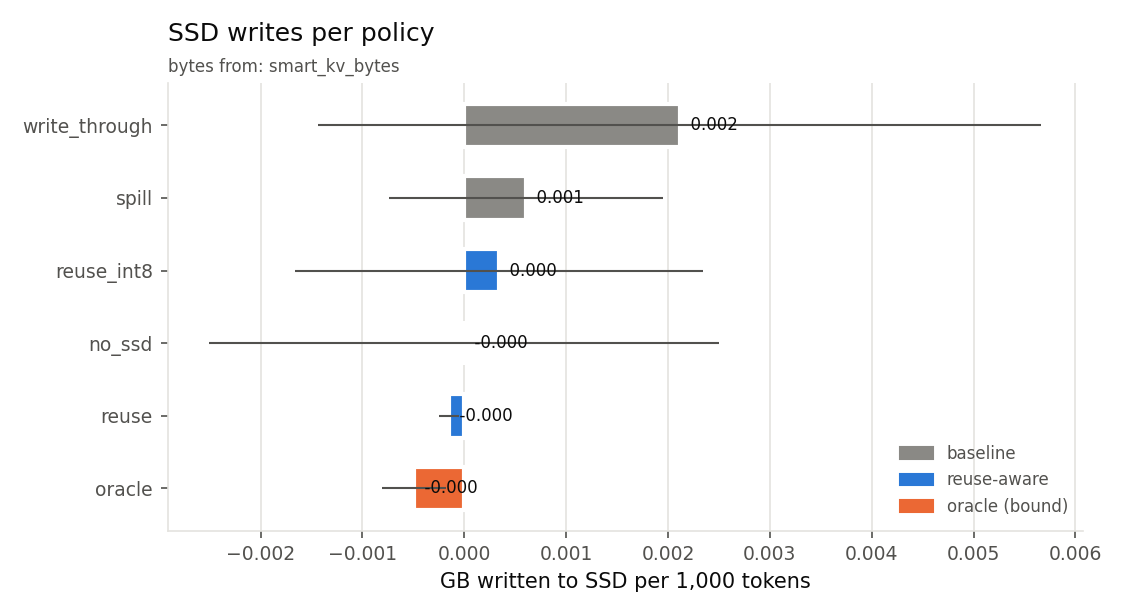 SSD writes per policy
bytes from: smart_kv_bytes
write_through
0.002
spill
0.001
reuse_int8
0.000
no_ssd
-0.000
reuse
-0.000
oracle
-0.000
baseline
reuse-aware
oracle (bound)
−0.002 −0.001 0.000 0.001 0.002 0.003 0.004 0.005 0.006
GB written to SSD per 1,000 tokens